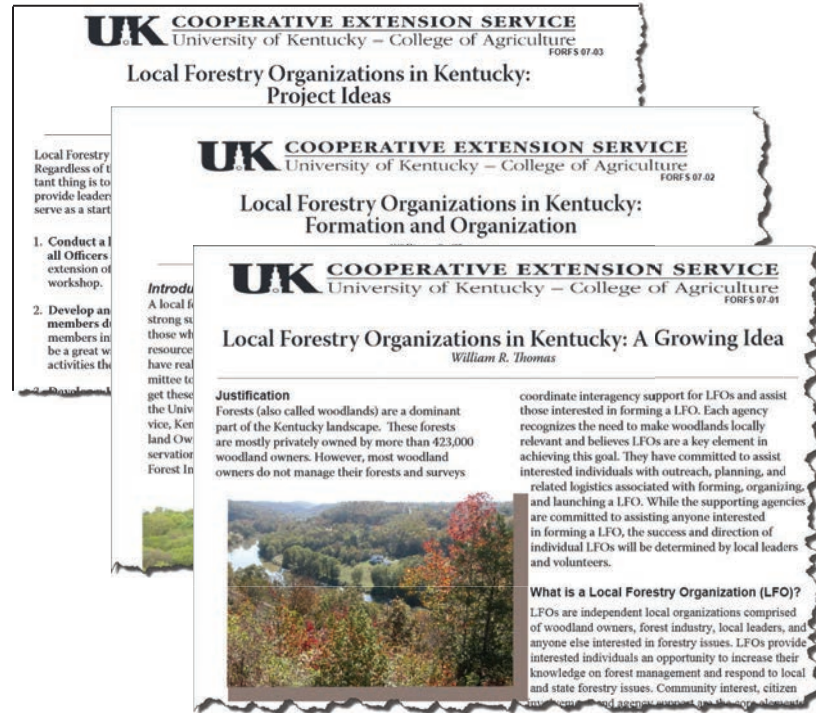 UK COOPERATIVE EXTENSION SERVICE
University of Kentucky – College of Agriculture
FORFS 07-03
Local Forestry Organizations in Kentucky:
Project Ideas
Local Forestry
Regardless of
tant thing is to
provide
serve as a start
1. Conduct a
all Officers
extension of
workshop.
2. Develop an
members
members
be a great
activities
UK COOPERATIVE EXTENSION SERVICE
University of Kentucky – College of Agriculture
FORFS 07-02
Local Forestry Organizations in Kentucky:
Formation and Organization
A local
strong
those
resource
have
mittee to
get these
the
vice,
land
UK COOPERATIVE EXTENSION SERVICE
University of Kentucky – College of Agriculture
FORFS 07-01
Local Forestry Organizations in Kentucky: A Growing Idea
William R. Thomas
Justification
Forests (also called woodlands) are a dominant
part of the Kentucky landscape. These forests
are mostly privately owned by more than 423,000
woodland owners. However, most woodland
owners do not manage their forests and surveys
coordinate interagency support for LFOs and assist
those interested in forming a LFO. Each agency
recognizes the need to make woodlands locally
relevant and believes LFOs are a key element in
achieving this goal. They have committed to assist
interested individuals with outreach, planning, and
related logistics associated with forming, organizing,
and launching a LFO. While the supporting agencies
are committed to assisting anyone interested
in forming a LFO, the success and direction of
individual LFOs will be determined by local leaders
and volunteers.
What is a Local Forestry Organization (LFO)?
LFOs are independent local organizations comprised
of woodland owners, forest industry, local leaders, and
anyone else interested in forestry issues. LFOs provide
interested individuals an opportunity to increase their
knowledge on forest management and respond to local
and state forestry issues. Community interest, citizen
and agency support are the core elements